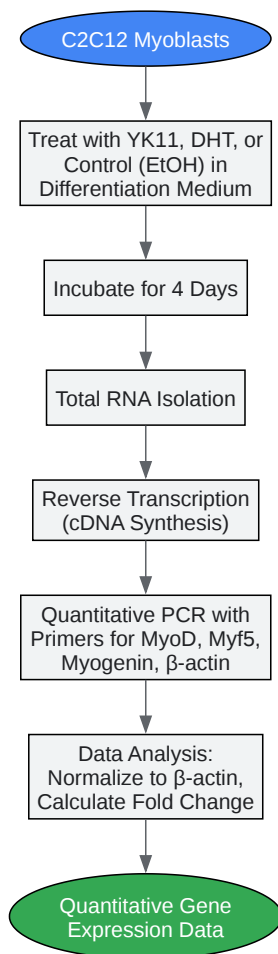 C2C12 Myoblasts
Treat with YK11, DHT, or
Control (EtOH) in
Differentiation Medium
Incubate for 4 Days
Total RNA Isolation
Reverse Transcription
(cDNA Synthesis)
Quantitative PCR with
Primers for MyoD, Myf5,
Myogenin, β-actin
Data Analysis:
Normalize to β-actin,
Calculate Fold Change
Quantitative Gene
Expression Data